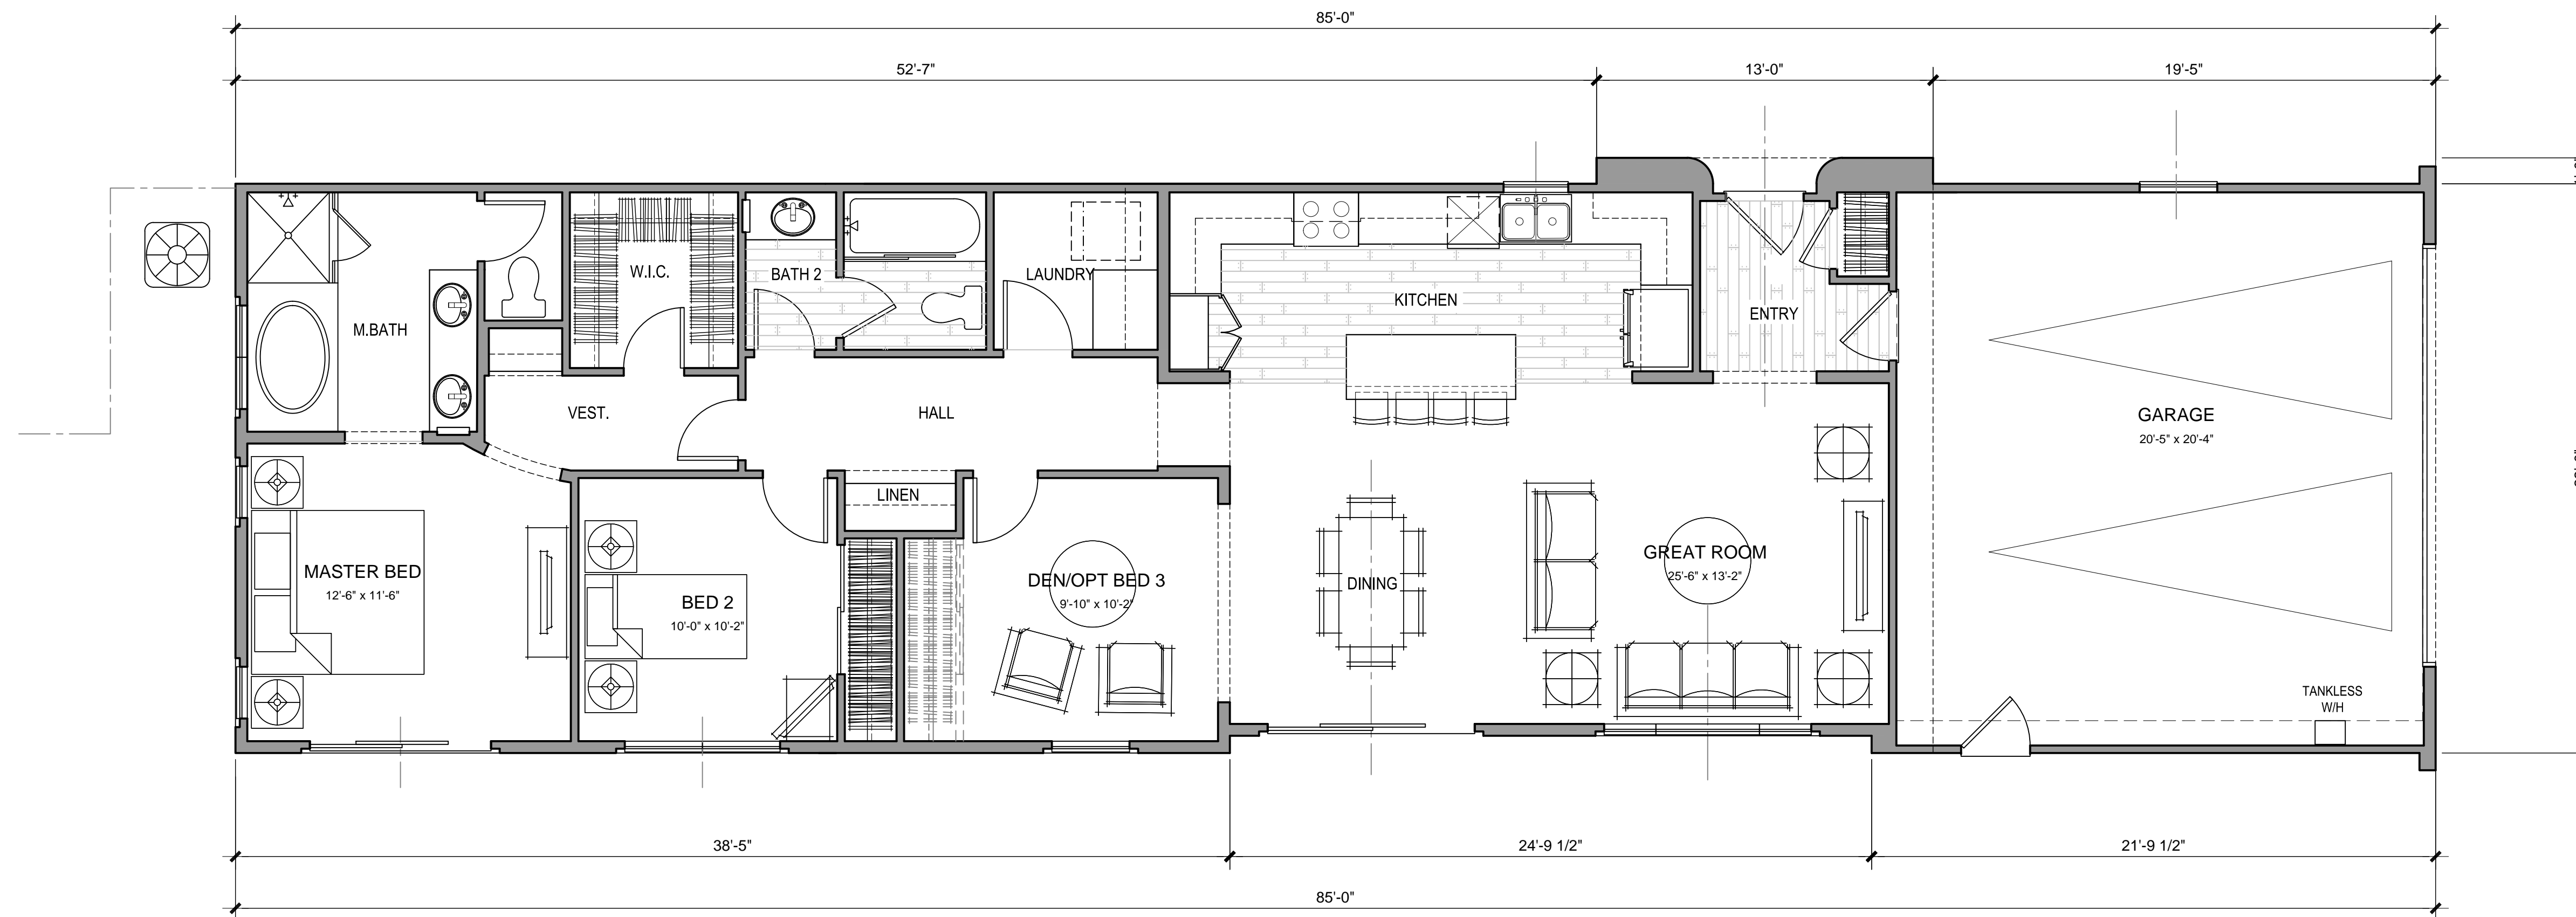 85'-0"
52'-7"
13'-0"
19'-5"
W.I.C.
BATH 2
LAUNDRY
KITCHEN
ENTRY
M.BATH
VEST.
HALL
GARAGE
20'-5" x 20'-4"
LINEN
MASTER BED
12'-6" x 11'-6"
BED 2
10'-0" x 10'-2"
DEN/OPT BED 3
9'-10" x 10'-2"
DINING
GREAT ROOM
25'-6" x 13'-2"
TANKLESS
W/H
38'-5"
24'-9 1/2"
21'-9 1/2"
85'-0"